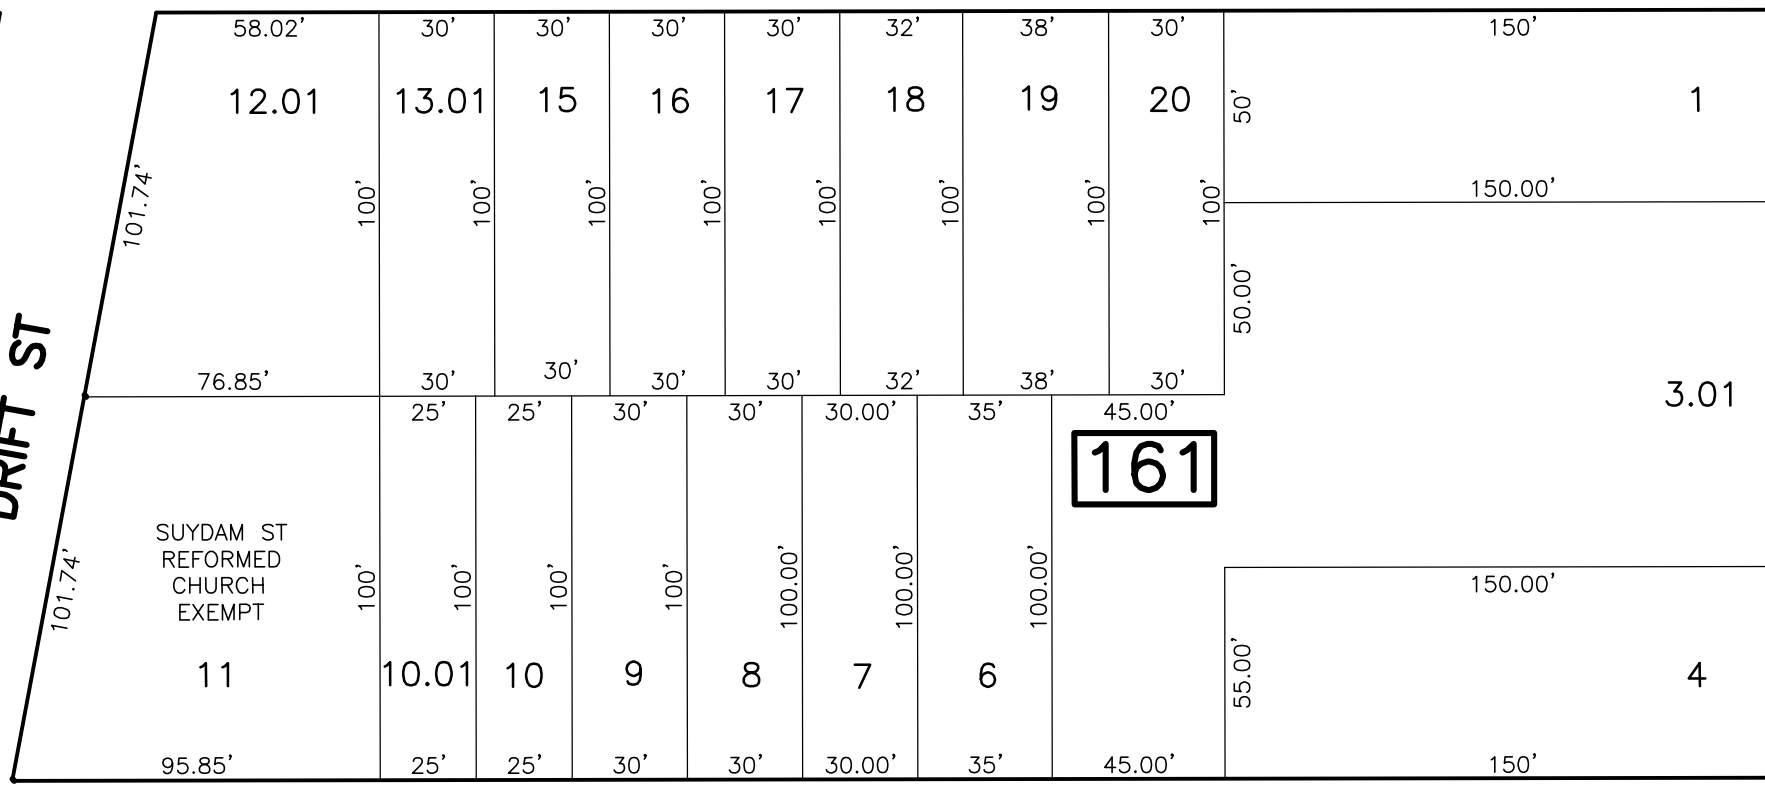 58.02' 30' 30' 30' 30' 32' 38' 30' 150'
12.01 13.01 15 16 17 18 19 20 50' 1
101.74' 100' 100' 100' 100' 100' 100' 100' 100' 150.00'
50.00'
DRIFT ST
76.85' 30' 30' 30' 30' 32' 38' 30' 3.01
25' 25' 30' 30' 30.00' 35' 45.00'
161
SUYDAM ST
REFORMED
CHURCH
EXEMPT
101.74' 100' 100' 100' 100' 100.00' 100.00' 100.00' 150.00'
11 10.01 10 9 8 7 6 55.00' 4
95.85' 25' 25' 30' 30' 30.00' 35' 45.00' 150'